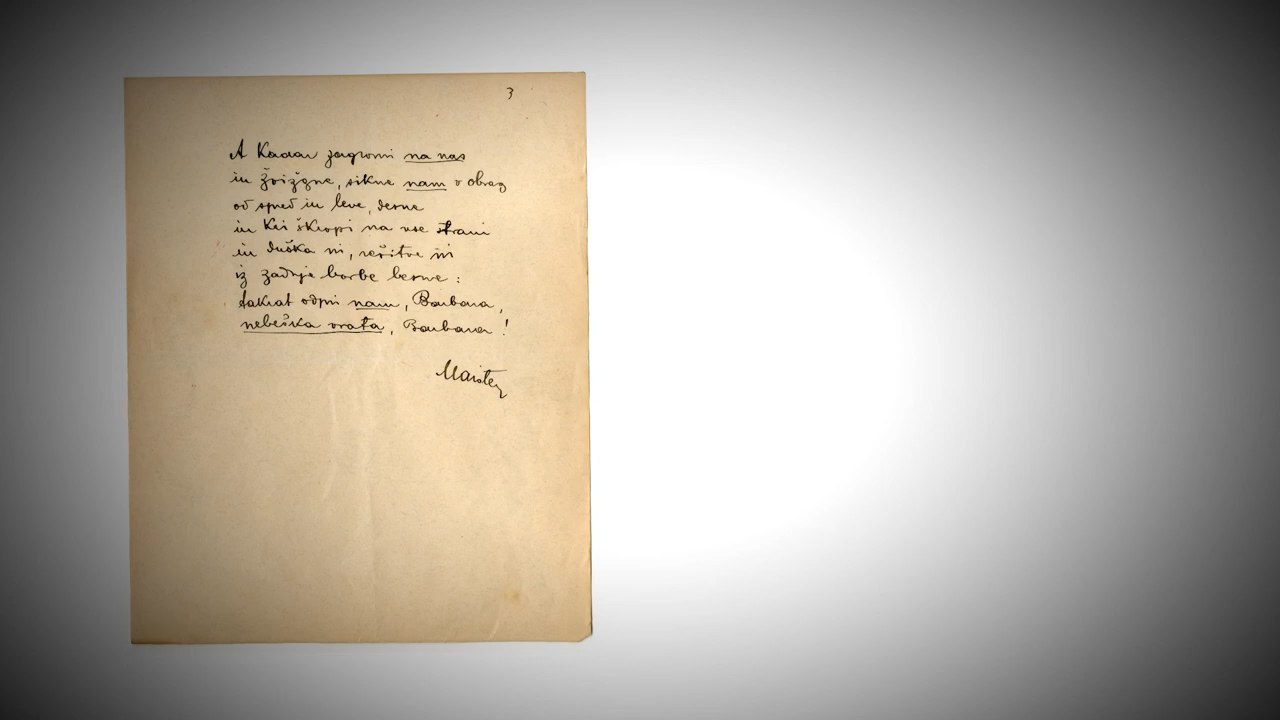 3
A kadar zagromi na nas
in žvižgne, sikne nam v obraz
od spred in leve, desne
in kri škropi na vse strani
in duška ni, rešitve ni
iz zadnje borbe besne:
takrat odpri nam, Barbara,
nebeška vrata, Barbara!
Maister